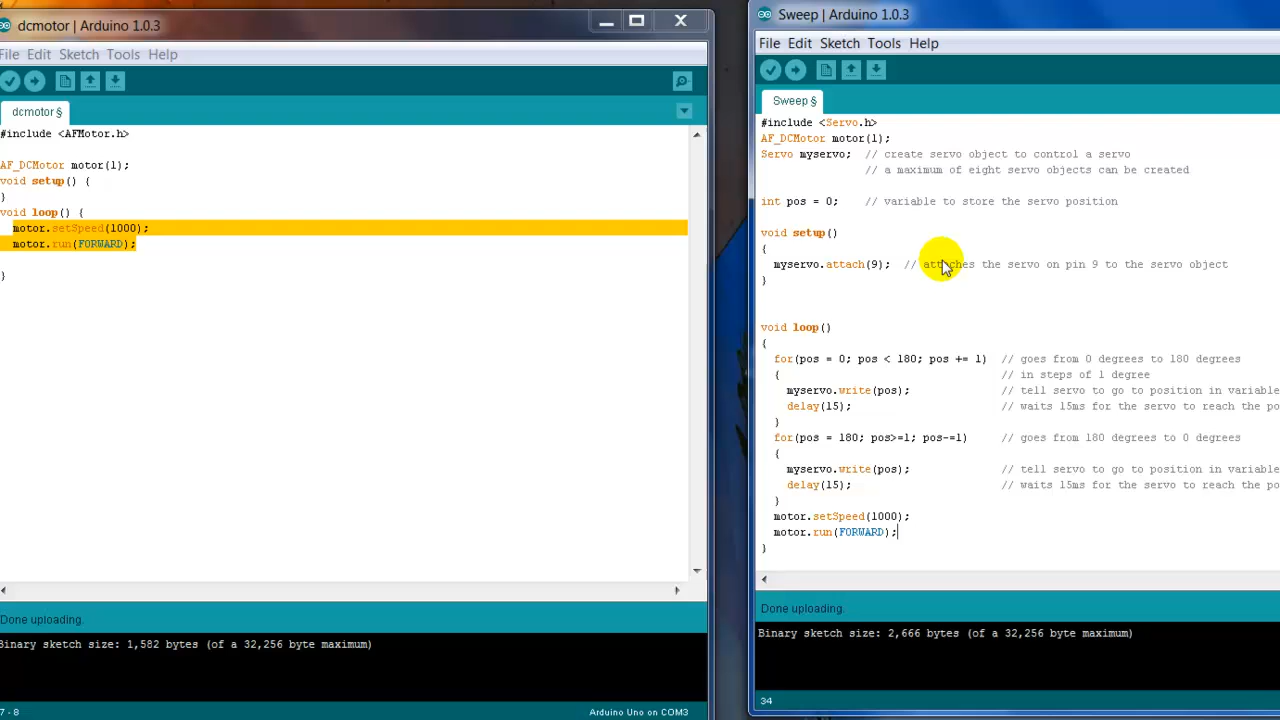 dcmotor | Arduino 1.0.3
File Edit Sketch Tools Help
dcmotor §
#include <AFMotor.h>
AF_DCMotor motor(1);
void setup() {
}
void loop() {
motor.setSpeed(1000);
motor.run(FORWARD);
}
Done uploading.
Binary sketch size: 1,582 bytes (of a 32,256 byte maximum)
7 - 8
Arduino Uno on COM3
Sweep | Arduino 1.0.3
File Edit Sketch Tools Help
Sweep §
#include <Servo.h>
AF_DCMotor motor(1);
Servo myservo;  // create servo object to control a servo
// a maximum of eight servo objects can be created
int pos = 0;    // variable to store the servo position
void setup()
{
myservo.attach(9);  // attaches the servo on pin 9 to the servo object
}
void loop()
{
for(pos = 0; pos < 180; pos += 1)  // goes from 0 degrees to 180 degrees
{                                  // in steps of 1 degree
myservo.write(pos);              // tell servo to go to position in variable
delay(15);                       // waits 15ms for the servo to reach the po
}
for(pos = 180; pos>=1; pos-=1)     // goes from 180 degrees to 0 degrees
{
myservo.write(pos);              // tell servo to go to position in variable
delay(15);                       // waits 15ms for the servo to reach the po
}
motor.setSpeed(1000);
motor.run(FORWARD);
}
Done uploading.
Binary sketch size: 2,666 bytes (of a 32,256 byte maximum)
34